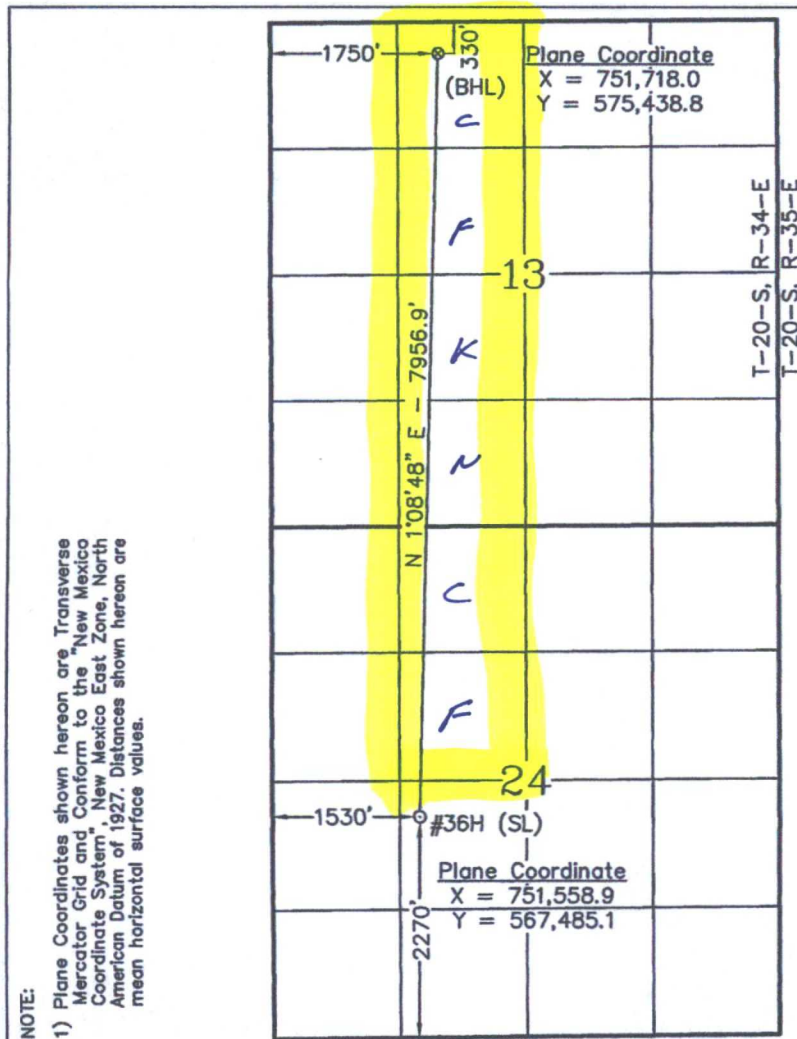 1750'
330'
(BHL)
Plane Coordinate
X = 751,718.0
Y = 575,438.8
C
F
13
K
N
N 1°08'48" E - 7956.9'
T-20-S, R-34-E
T-20-S, R-35-E
C
F
24
1530'
#36H (SL)
Plane Coordinate
X = 751,558.9
Y = 567,485.1
2270'
NOTE:
1) Plane Coordinates shown hereon are Transverse
Mercator Grid and Conform to the "New Mexico
Coordinate System", New Mexico East Zone, North
American Datum of 1927. Distances shown hereon are
mean horizontal surface values.